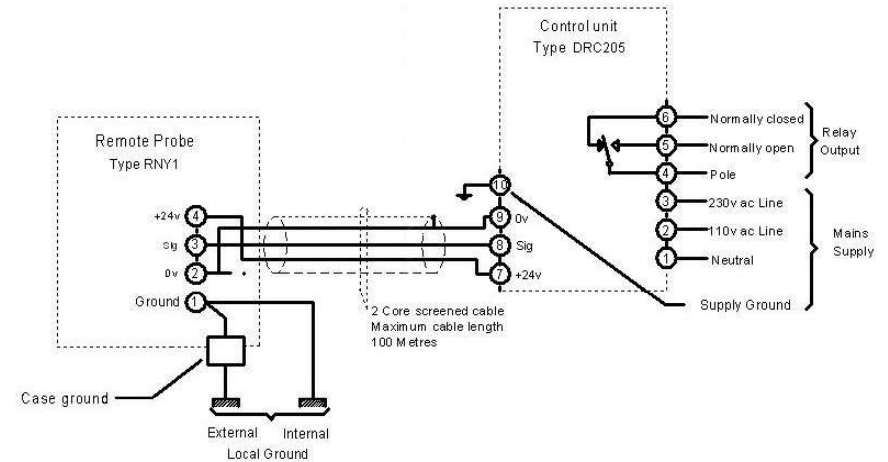 Control unit
Type DRC205
Remote Probe
Type RNY1
+24v 4
Sig 3
0v 2
Ground 1
10
9 0v
8 Sig
7 +24v
6 Normally closed
5 Normally open
4 Pole
3 230v ac Line
2 110v ac Line
1 Neutral
Relay
Output
Mains
Supply
Supply Ground
2 Core screened cable
Maximum cable length
100 Metres
Case ground
External Internal
Local Ground